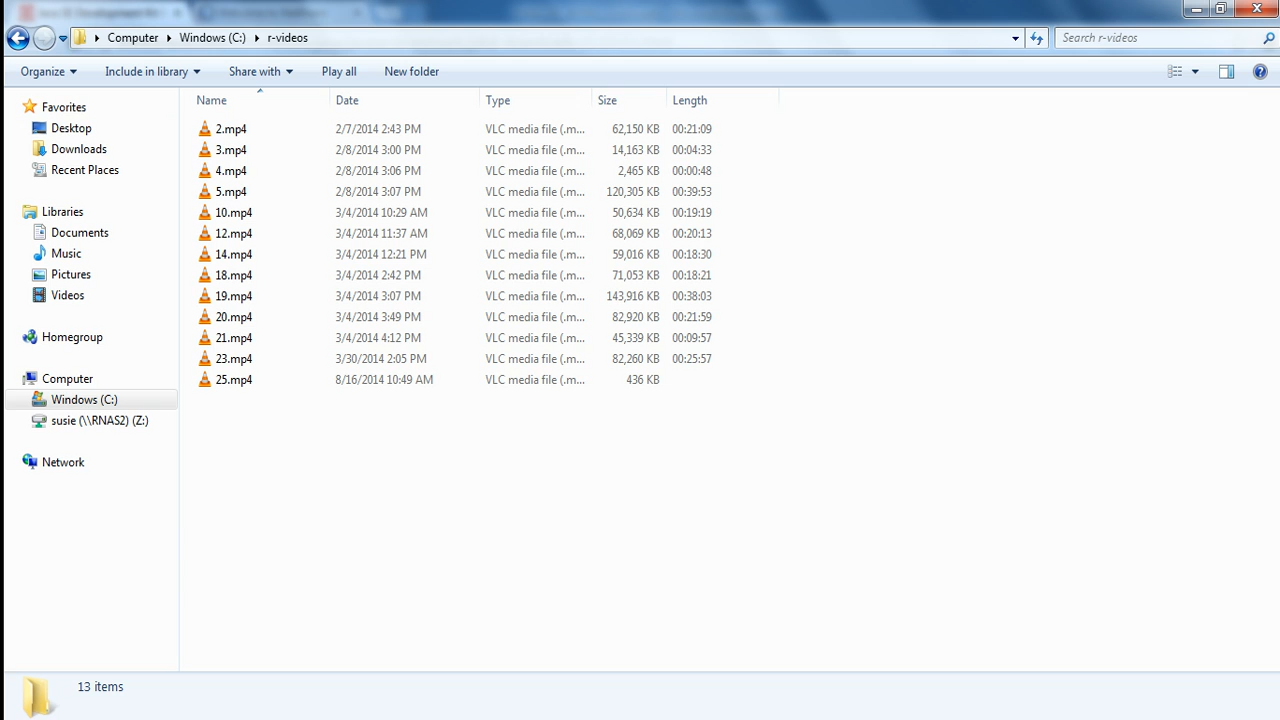 Computer Windows (C:) r-videos Search r-videos
Organize Include in library Share with Play all New folder
Name Date Type Size Length
Favorites
Desktop
Downloads
Recent Places
Libraries
Documents
Music
Pictures
Videos
Homegroup
Computer
Windows (C:)
susie (\\RNAS2) (Z:)
Network
2.mp4 2/7/2014 2:43 PM VLC media file (.m... 62,150 KB 00:21:09
3.mp4 2/8/2014 3:00 PM VLC media file (.m... 14,163 KB 00:04:33
4.mp4 2/8/2014 3:06 PM VLC media file (.m... 2,465 KB 00:00:48
5.mp4 2/8/2014 3:07 PM VLC media file (.m... 120,305 KB 00:39:53
10.mp4 3/4/2014 10:29 AM VLC media file (.m... 50,634 KB 00:19:19
12.mp4 3/4/2014 11:37 AM VLC media file (.m... 68,069 KB 00:20:13
14.mp4 3/4/2014 12:21 PM VLC media file (.m... 59,016 KB 00:18:30
18.mp4 3/4/2014 2:42 PM VLC media file (.m... 71,053 KB 00:18:21
19.mp4 3/4/2014 3:07 PM VLC media file (.m... 143,916 KB 00:38:03
20.mp4 3/4/2014 3:49 PM VLC media file (.m... 82,920 KB 00:21:59
21.mp4 3/4/2014 4:12 PM VLC media file (.m... 45,339 KB 00:09:57
23.mp4 3/30/2014 2:05 PM VLC media file (.m... 82,260 KB 00:25:57
25.mp4 8/16/2014 10:49 AM VLC media file (.m... 436 KB
13 items